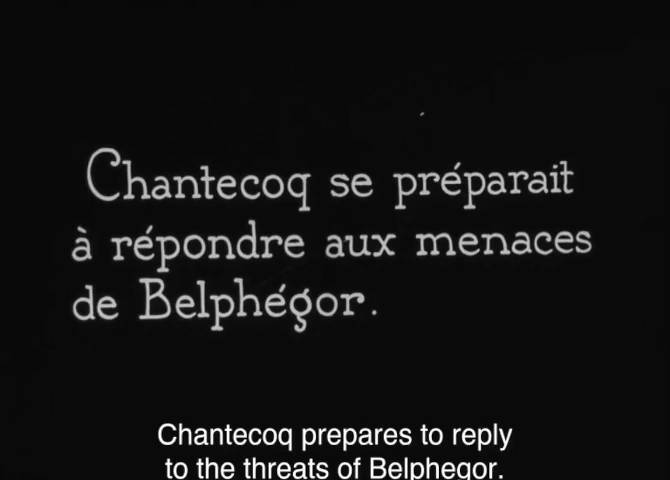 Chantecoq se préparait
à répondre aux menaces
de Belphégor.
Chantecoq prepares to reply
to the threats of Belphegor.